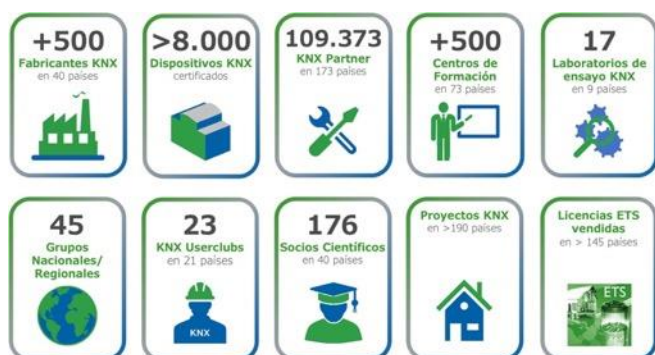 +500
Fabricantes KNX
en 40 países
>8.000
Dispositivos KNX
certificados
109.373
KNX Partner
en 173 países
+500
Centros de
Formación
en 73 países
17
Laboratorios de
ensayo KNX
en 9 países
45
Grupos
Nacionales/
Regionales
23
KNX Userclubs
en 21 países
KNX
176
Socios Científicos
en 40 países
Proyectos KNX
en >190 países
Licencias ETS
vendidas
en > 145 países
ETS